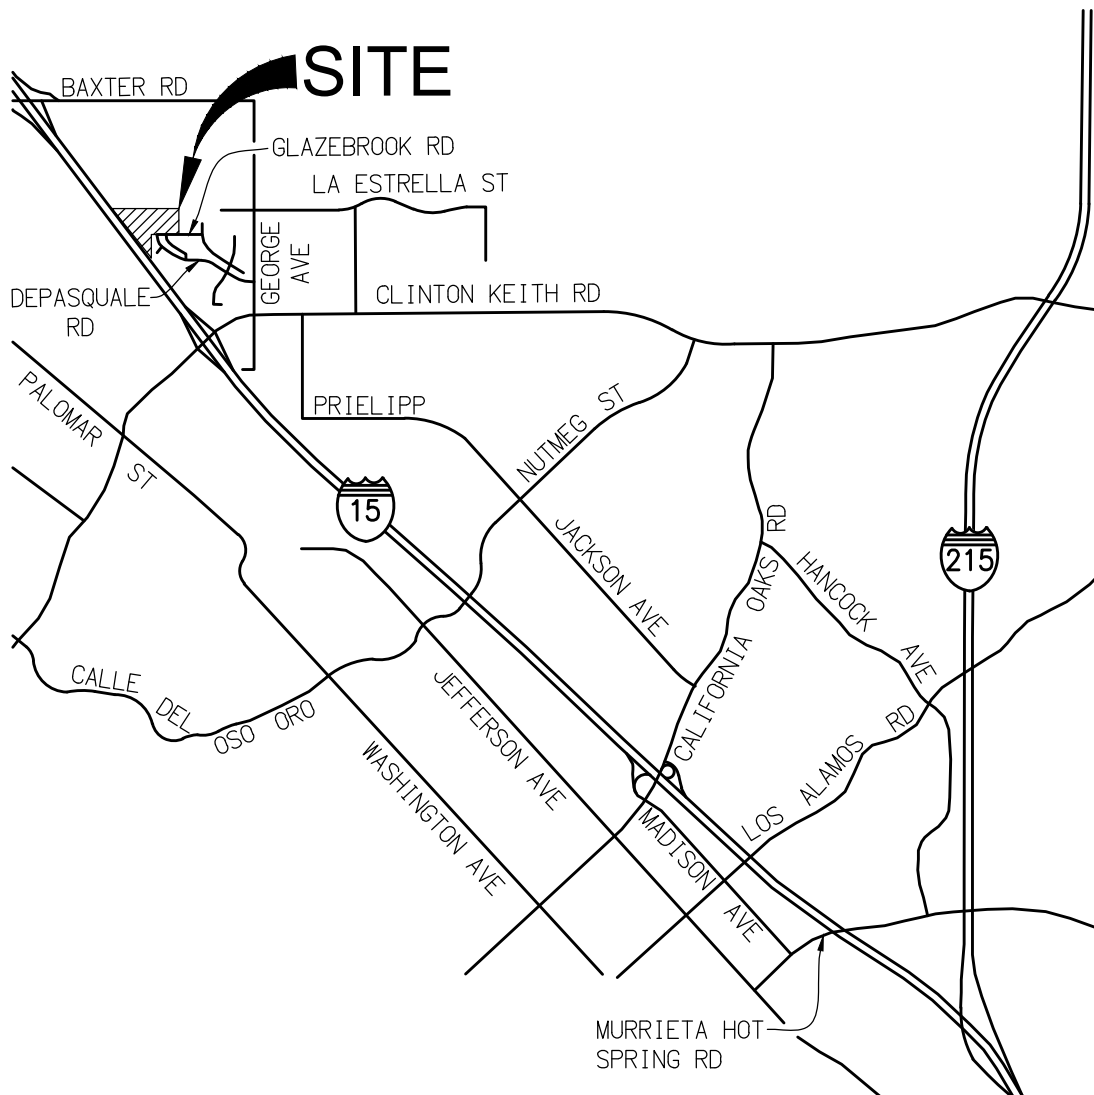 SITE
BAXTER RD
GLAZEBROOK RD
LA ESTRELLA ST
GEORGE
AVE
DEPASQUALE
RD
CLINTON KEITH RD
PALOMAR
ST
PRIELIPP
NUTMEG ST
15
JACKSON AVE
CALIFORNIA OAKS RD
HANCOCK AVE
215
CALLE DEL OSO ORO
JEFFERSON AVE
WASHINGTON AVE
MADISON AVE
LOS ALAMOS RD
MURRIETA HOT
SPRING RD